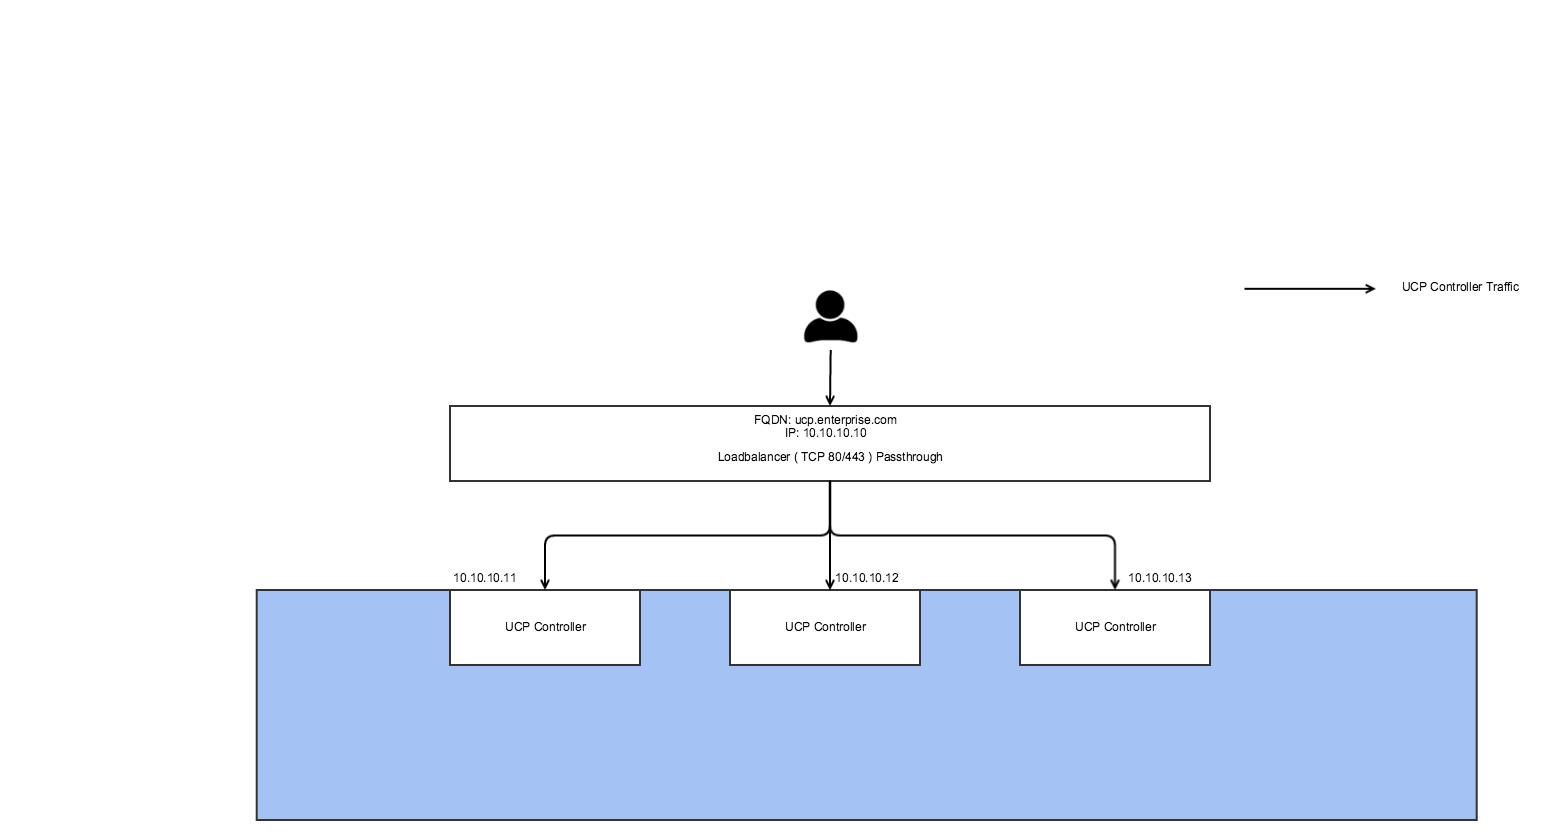 UCP Controller Traffic
FQDN: ucp.enterprise.com
IP: 10.10.10.10
Loadbalancer ( TCP 80/443 ) Passthrough
10.10.10.11
10.10.10.12
10.10.10.13
UCP Controller
UCP Controller
UCP Controller